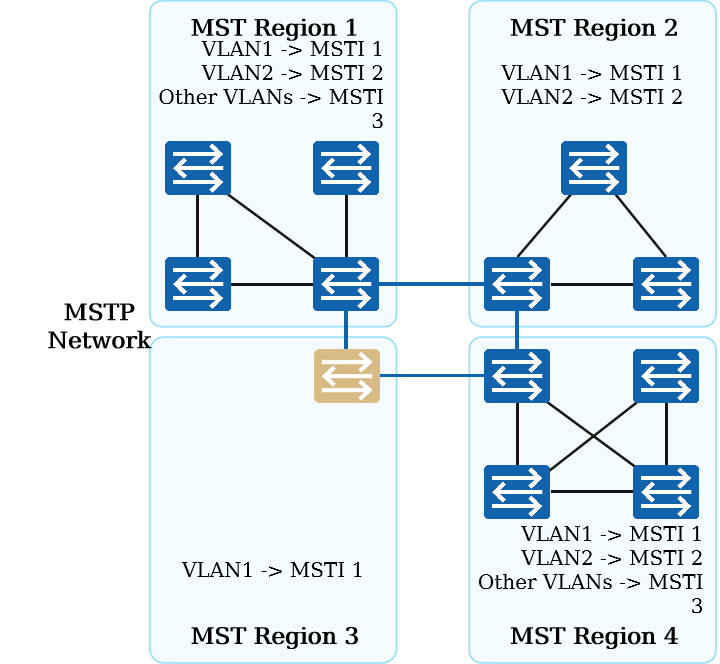 MST Region 1
VLAN1 -> MSTI 1
VLAN2 -> MSTI 2
Other VLANs -> MSTI
3
MST Region 2
VLAN1 -> MSTI 1
VLAN2 -> MSTI 2
MSTP
Network
VLAN1 -> MSTI 1
MST Region 3
VLAN1 -> MSTI 1
VLAN2 -> MSTI 2
Other VLANs -> MSTI
3
MST Region 4